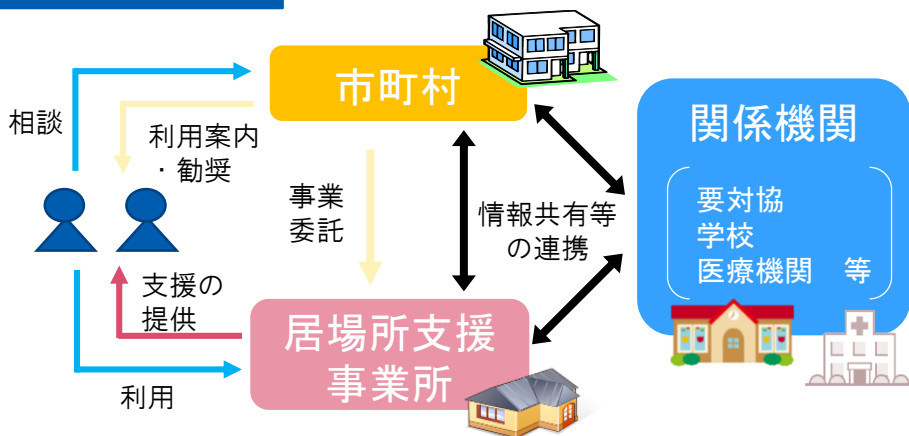 市町村
相談
利用案内
・勧奨
関係機関
要対協
学校
医療機関　等
事業
委託
情報共有等
の連携
支援の
提供
居場所支援
事業所
利用